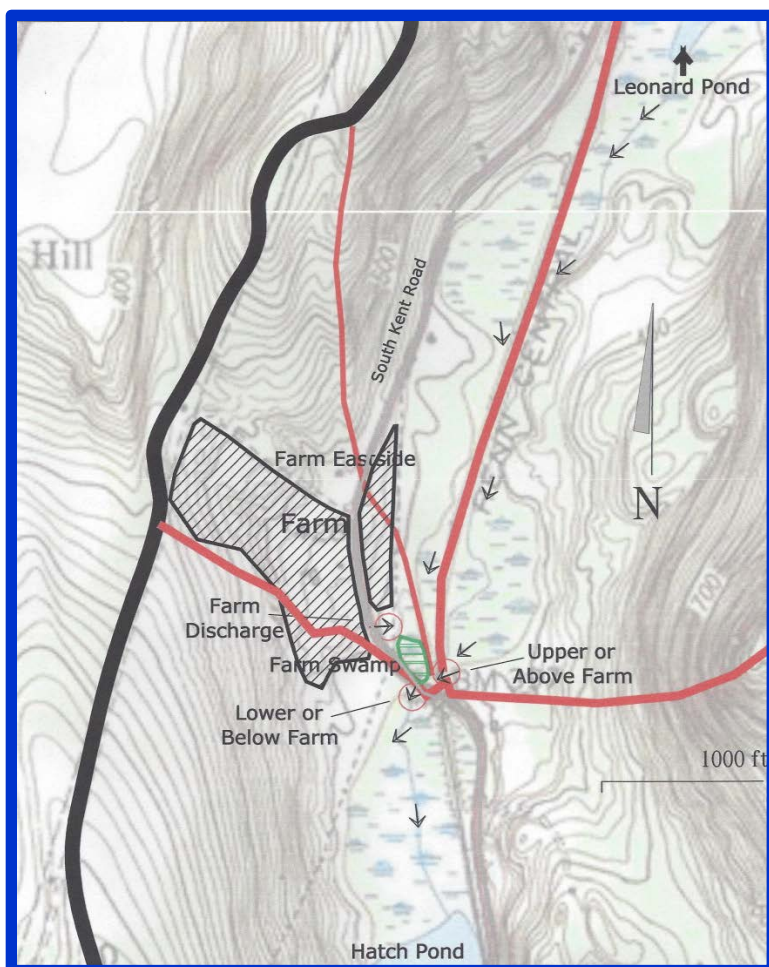 Leonard Pond
Hill
400
South Kent Road
Farm Eastside
Farm
N
700
Farm
Discharge
Farm Swamp
Upper or
Above Farm
Lower or
Below Farm
1000 ft
Hatch Pond